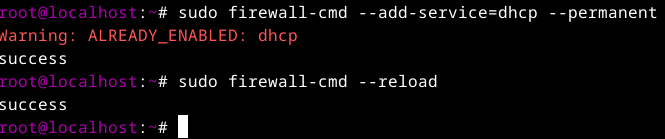 root@localhost:~# sudo firewall-cmd --add-service=dhcp --permanent
Warning: ALREADY_ENABLED: dhcp
success
root@localhost:~# sudo firewall-cmd --reload
success
root@localhost:~#